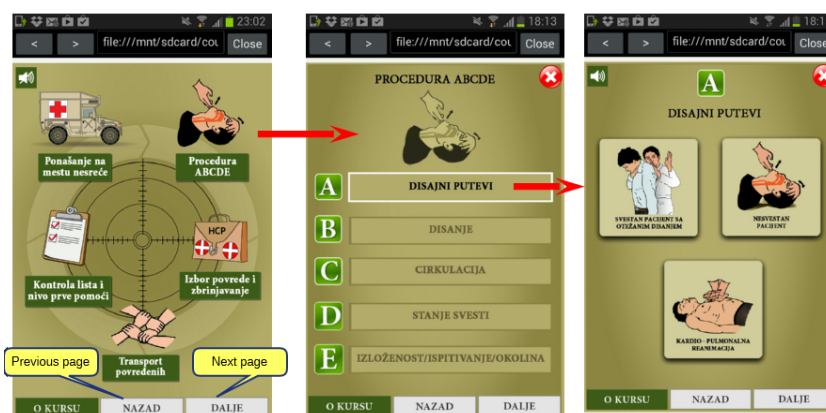 23:02
< > file:///mnt/sdcard/cou Close
Ponašanje na
mestu nesreće
Procedura
ABCDE
HCP
Kontrola lista i
nivo prve pomoći
Izbor povrede i
zbrinjavanje
Transport
povređenih
Previous page
Next page
O KURSU NAZAD DALJE
18:13
< > file:///mnt/sdcard/cou Close
PROCEDURA ABCDE
A DISAJNI PUTEVI
B DISANJE
C CIRKULACIJA
D STANJE SVESTI
E IZLOŽENOST/ISPITIVANJE/OKOLINA
O KURSU NAZAD DALJE
18:1
< > file:///mnt/sdcard/cou Close
A
DISAJNI PUTEVI
SVESTAN PACIJENT SA
OTEŽANIM DISANJEM
NESVESTAN
PACIJENT
KARDIO - PULMONALNA
REANIMACIJA
O KURSU NAZAD DALJE